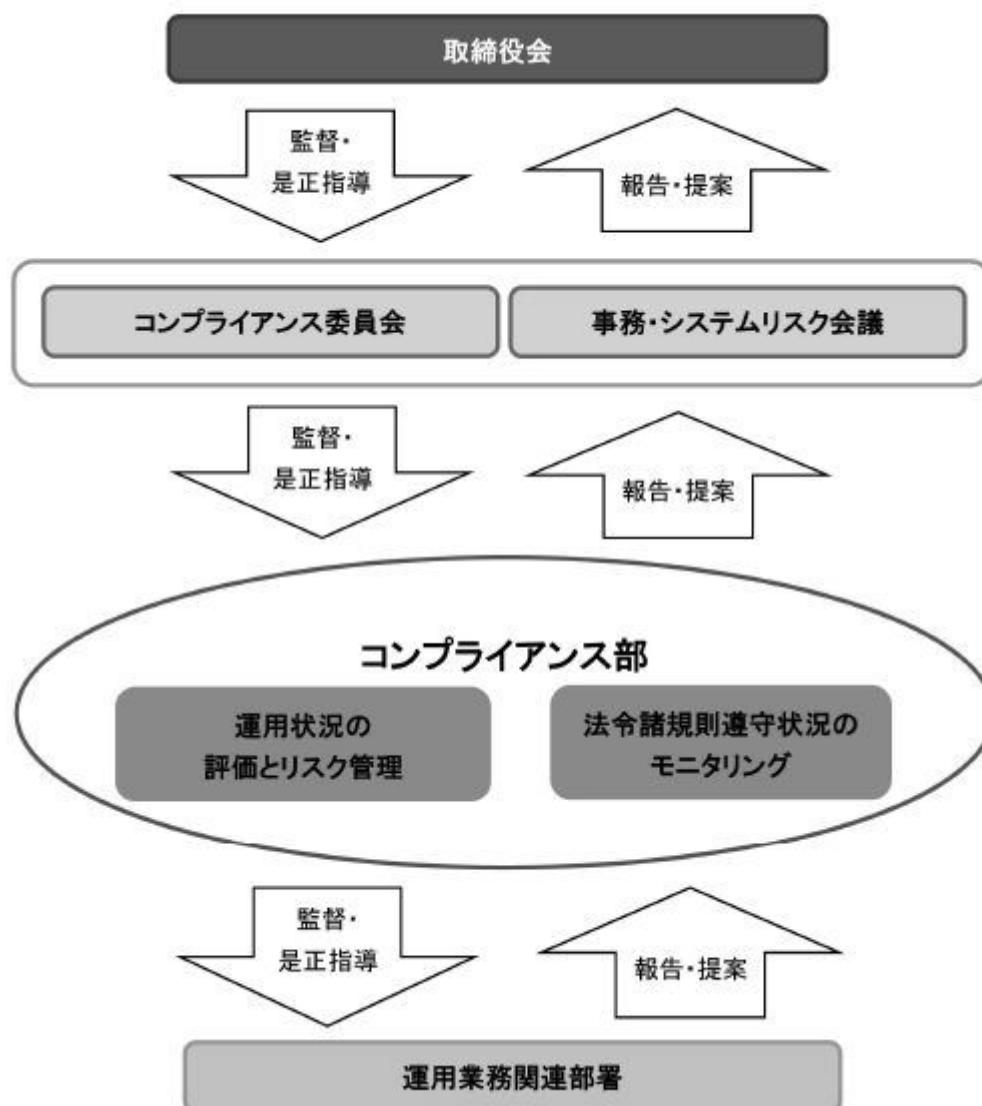 取締役会
監督・
是正指導
報告・提案
コンプライアンス委員会
事務・システムリスク会議
監督・
是正指導
報告・提案
コンプライアンス部
運用状況の
評価とリスク管理
法令諸規則遵守状況の
モニタリング
監督・
是正指導
報告・提案
運用業務関連部署